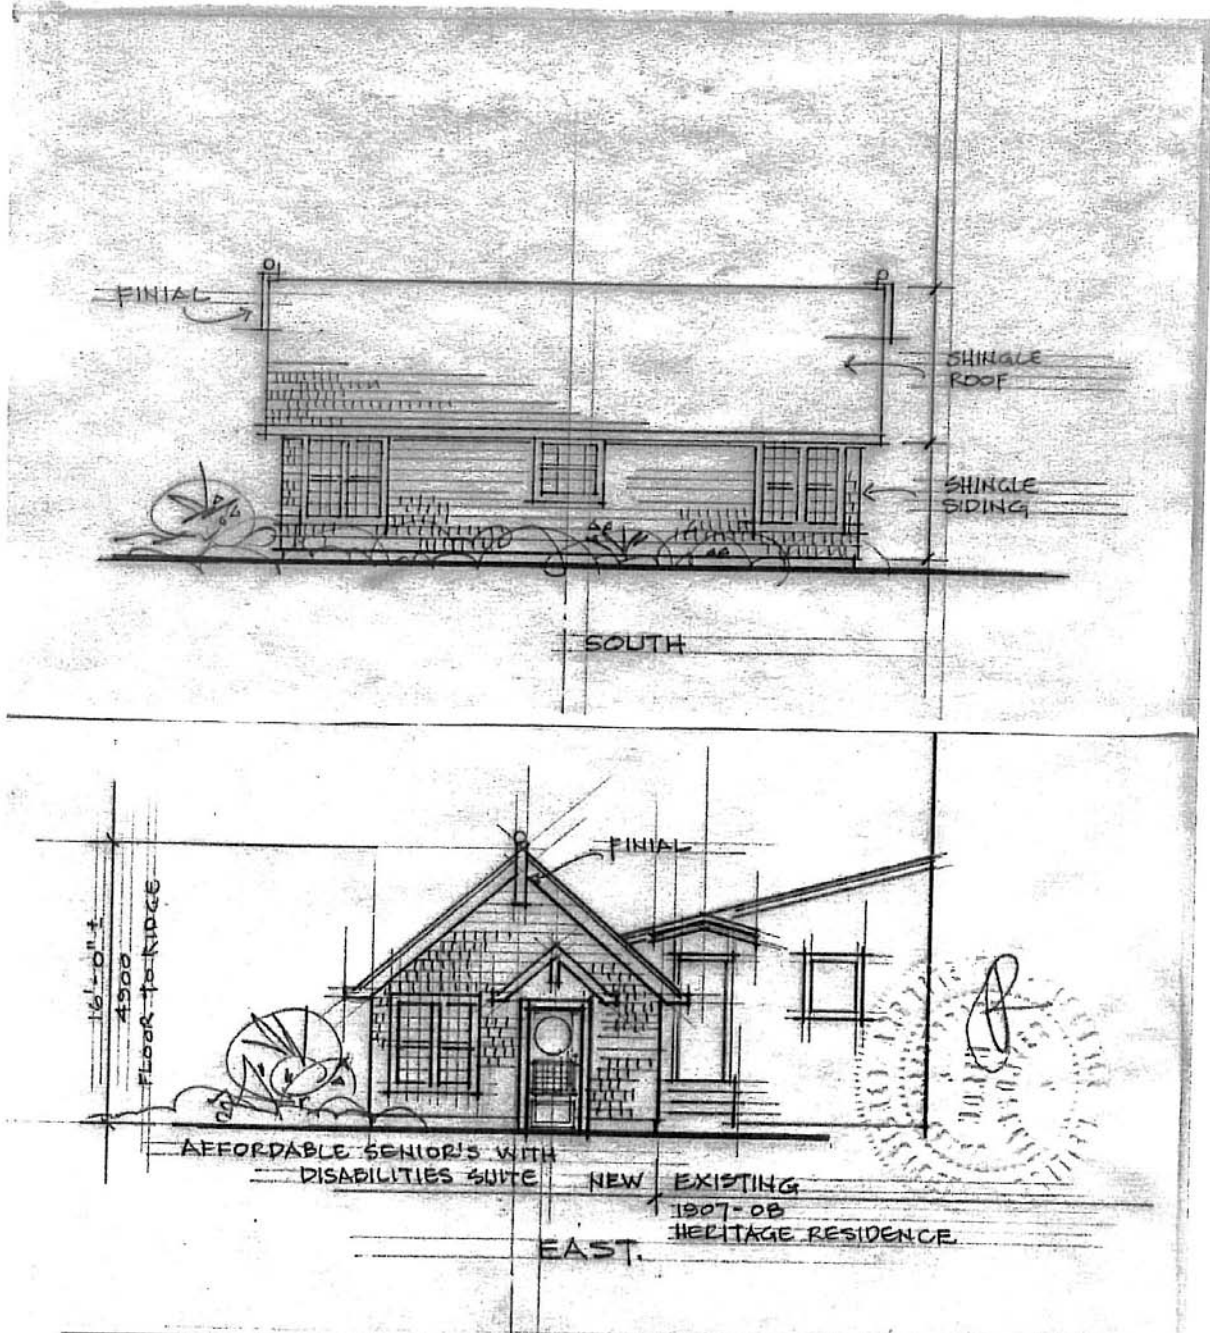 FINIAL
SHINGLE
ROOF
SHINGLE
SIDING
SOUTH
FINIAL
16'-0" ±
4900
FLOOR-TO-RIDGE
AFFORDABLE SENIOR'S WITH
DISABILITIES SUITE
NEW
EXISTING
1907-08
HERITAGE RESIDENCE
EAST.